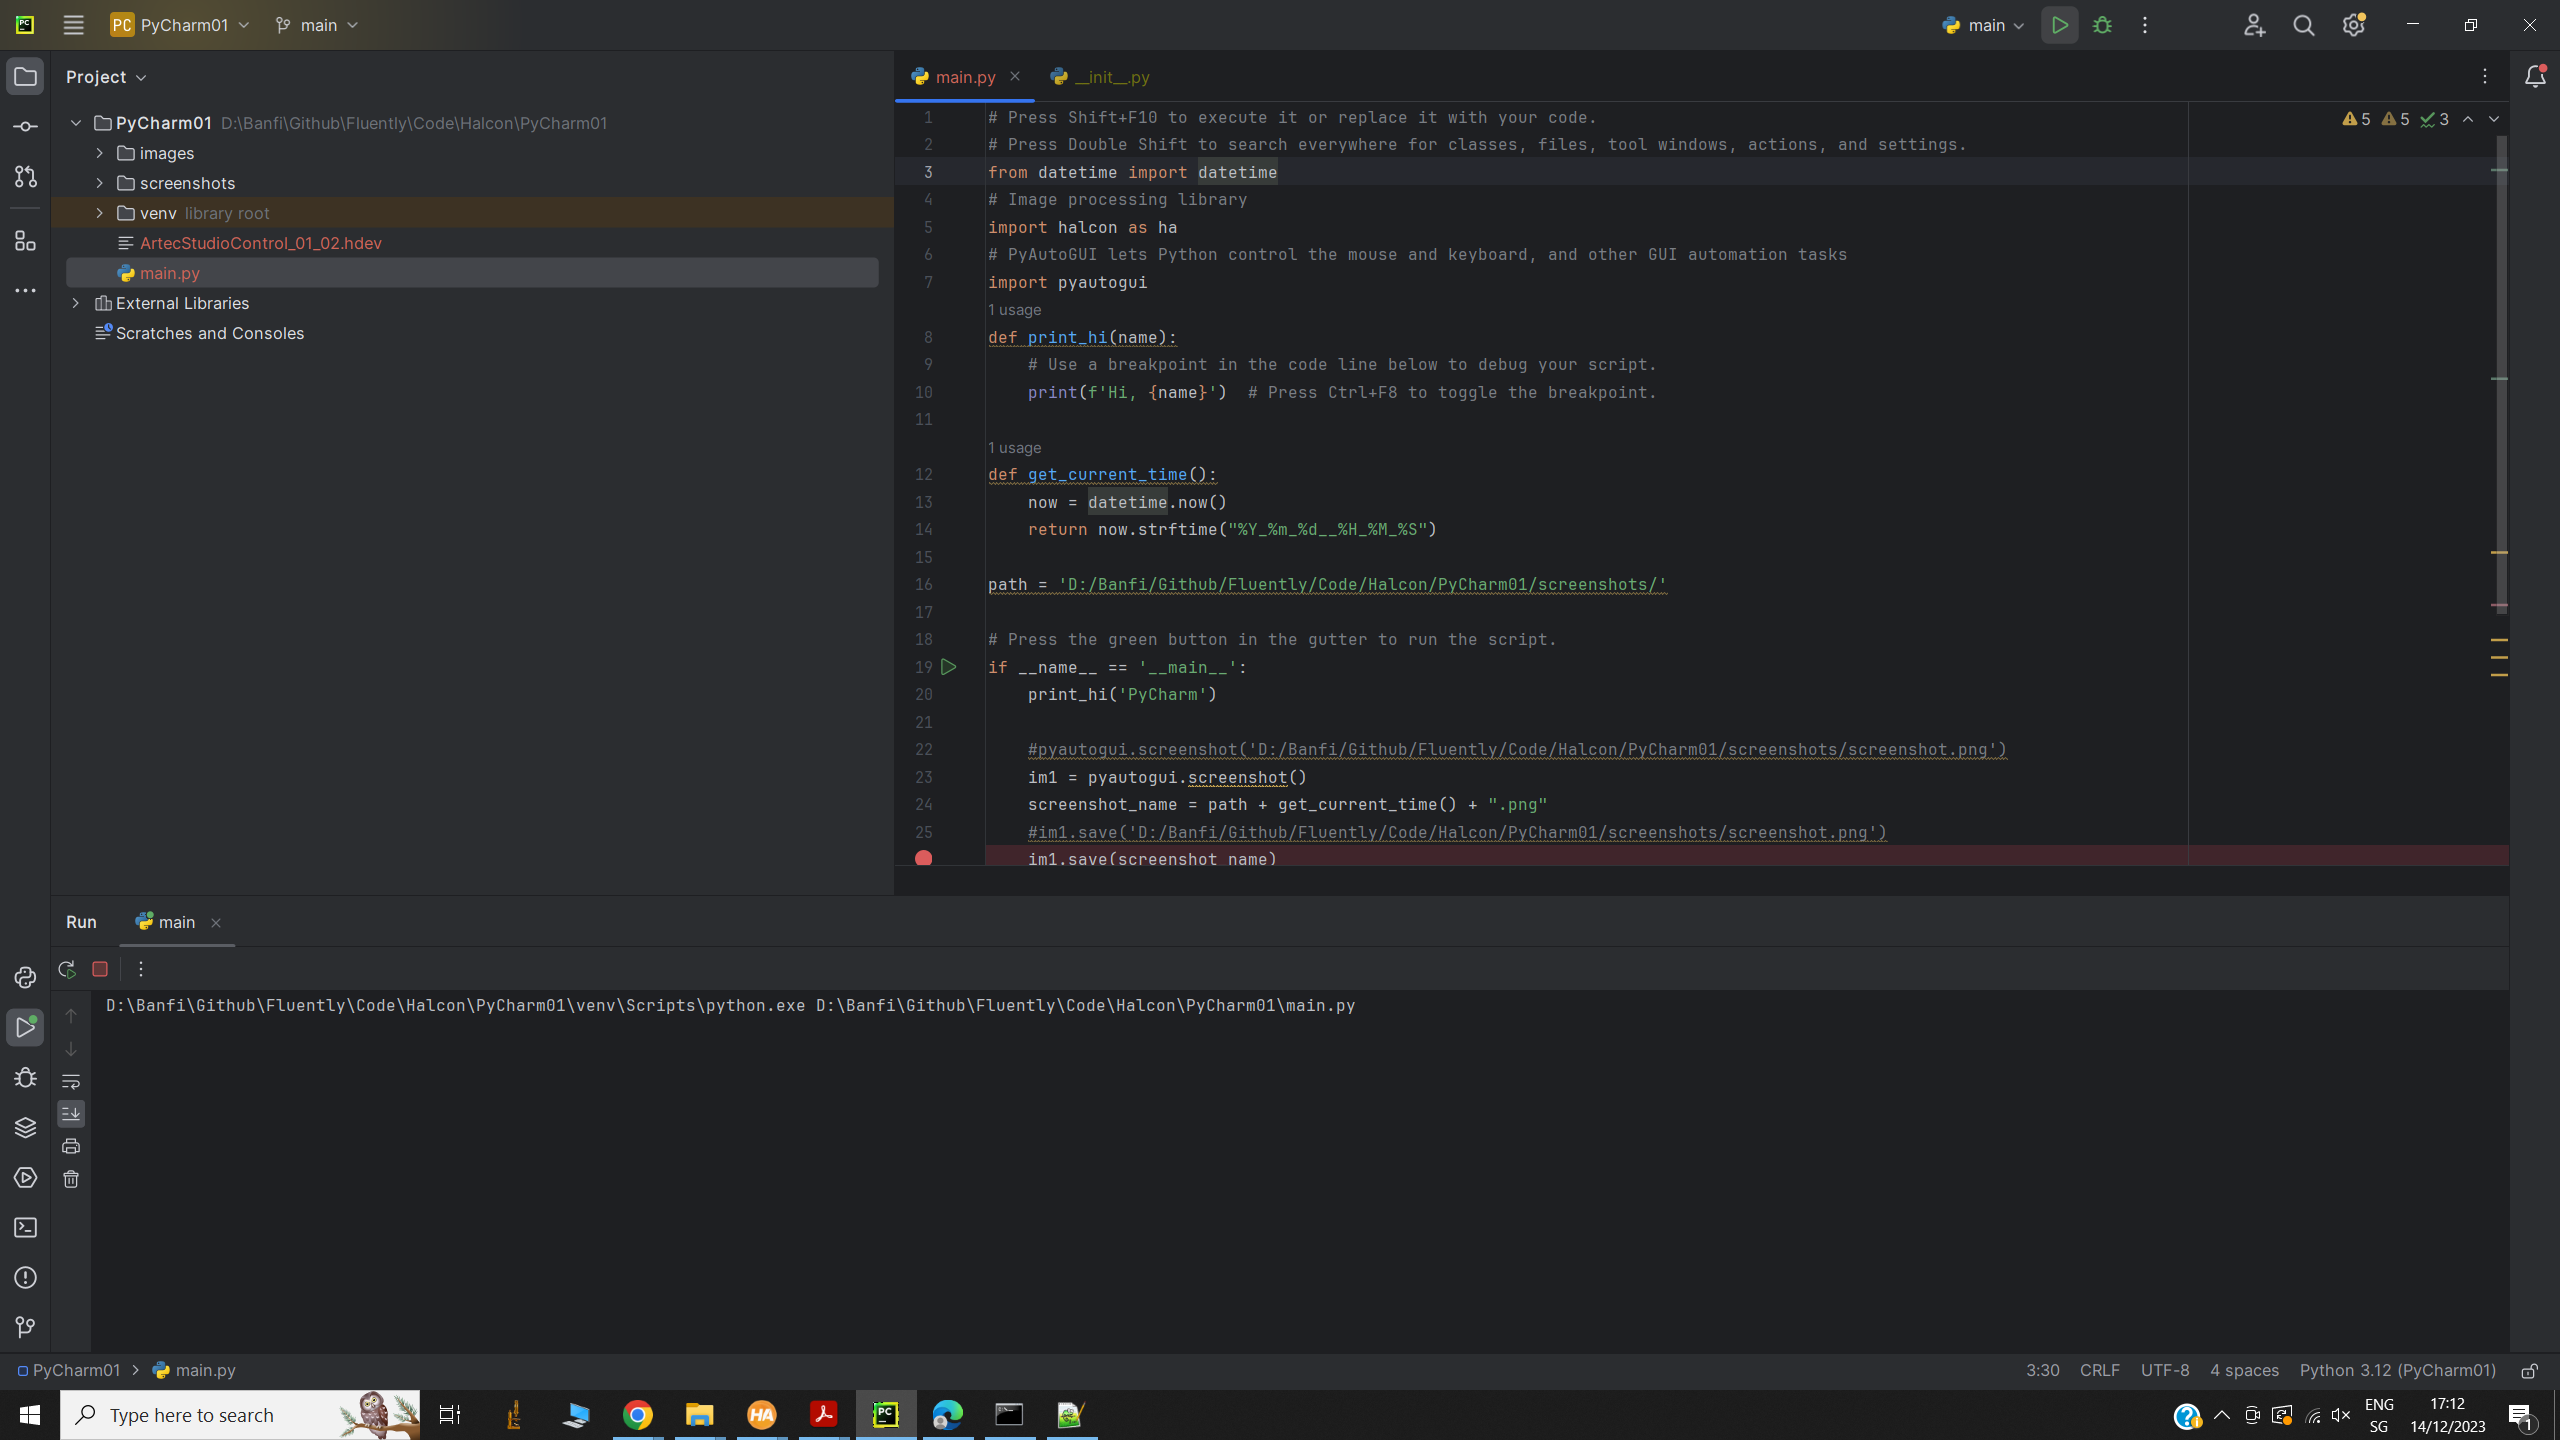 PC PyCharm01 main main
Project
PyCharm01 D:\Banfi\Github\Fluently\Code\Halcon\PyCharm01
images
screenshots
venv library root
ArtecStudioControl_01_02.hdev
main.py
External Libraries
Scratches and Consoles
main.py __init__.py
5 5 3
1 # Press Shift+F10 to execute it or replace it with your code.
2 # Press Double Shift to search everywhere for classes, files, tool windows, actions, and settings.
3 from datetime import datetime
4 # Image processing library
5 import halcon as ha
6 # PyAutoGUI lets Python control the mouse and keyboard, and other GUI automation tasks
7 import pyautogui
1 usage
8 def print_hi(name):
9 # Use a breakpoint in the code line below to debug your script.
10 print(f'Hi, {name}') # Press Ctrl+F8 to toggle the breakpoint.
11
1 usage
12 def get_current_time():
13 now = datetime.now()
14 return now.strftime("%Y_%m_%d__%H_%M_%S")
15
16 path = 'D:/Banfi/Github/Fluently/Code/Halcon/PyCharm01/screenshots/'
17
18 # Press the green button in the gutter to run the script.
19 if __name__ == '__main__':
20 print_hi('PyCharm')
21
22 #pyautogui.screenshot('D:/Banfi/Github/Fluently/Code/Halcon/PyCharm01/screenshots/screenshot.png')
23 im1 = pyautogui.screenshot()
24 screenshot_name = path + get_current_time() + ".png"
25 #im1.save('D:/Banfi/Github/Fluently/Code/Halcon/PyCharm01/screenshots/screenshot.png')
im1.save(screenshot_name)
Run main
D:\Banfi\Github\Fluently\Code\Halcon\PyCharm01\venv\Scripts\python.exe D:\Banfi\Github\Fluently\Code\Halcon\PyCharm01\main.py
PyCharm01 > main.py 3:30 CRLF UTF-8 4 spaces Python 3.12 (PyCharm01)
Type here to search
ENG 17:12
SG 14/12/2023 1